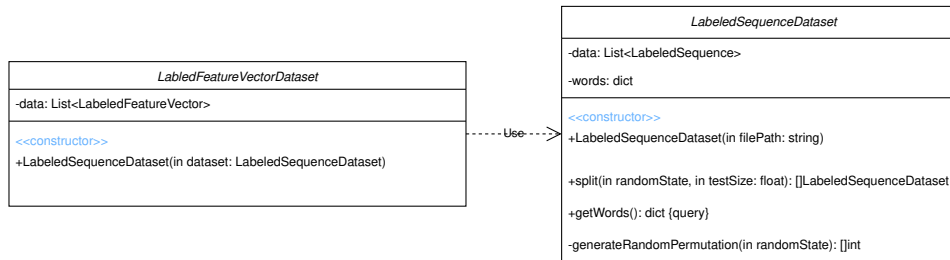 LabledFeatureVectorDataset
-data: List<LabeledFeatureVector>
<<constructor>>
+LabeledSequenceDataset(in dataset: LabeledSequenceDataset)
Use
LabeledSequenceDataset
-data: List<LabeledSequence>
-words: dict
<<constructor>>
+LabeledSequenceDataset(in filePath: string)
+split(in randomState, in testSize: float): []LabeledSequenceDataset
+getWords(): dict {query}
-generateRandomPermutation(in randomState): []int